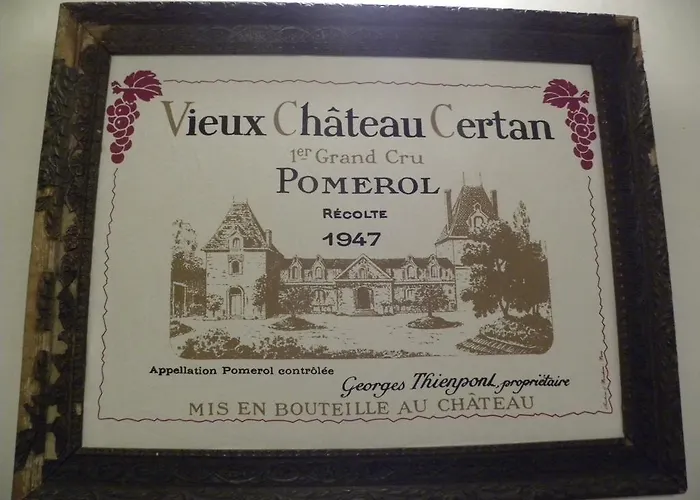 Vieux Château Certan
1er Grand Cru
POMEROL
RÉCOLTE
1947
Appellation Pomerol contrôlée
Georges Thienpont, propriétaire
MIS EN BOUTEILLE AU CHÂTEAU